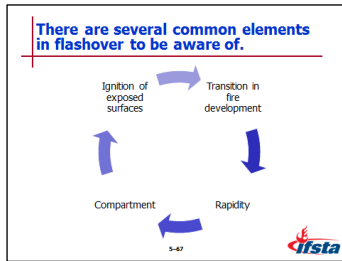 There are several common elements
in flashover to be aware of.
Ignition of
exposed
surfaces
Transition in
fire
development
Compartment
Rapidity
5–67
ifsta